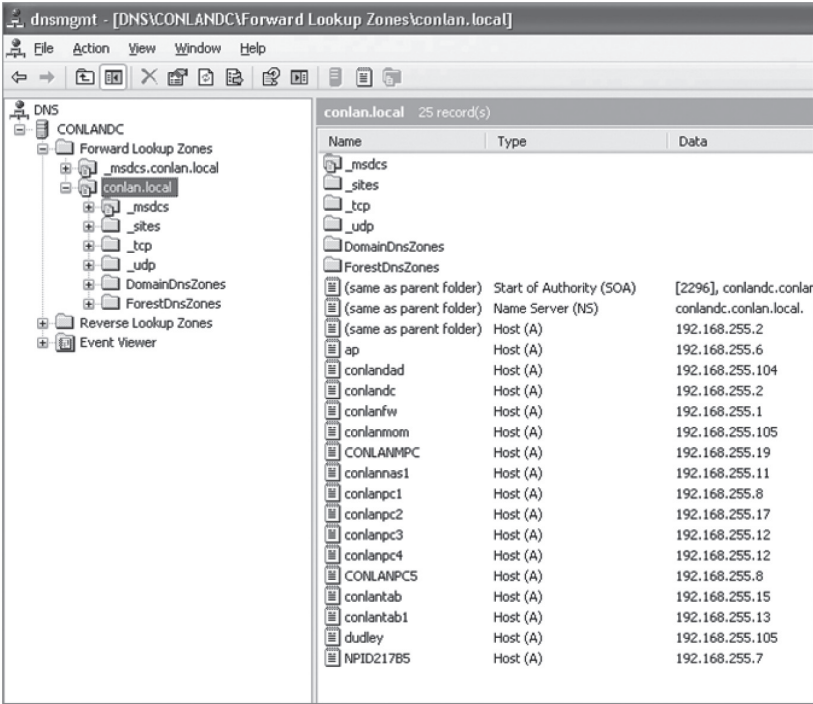 dnsmgmt - [DNS\CONLANDC\Forward Lookup Zones\conlan.local]
File Action View Window Help
DNS
CONLANDC
Forward Lookup Zones
_msdcs.conlan.local
conlan.local
_msdcs
_sites
_tcp
_udp
DomainDnsZones
ForestDnsZones
Reverse Lookup Zones
Event Viewer
conlan.local 25 record(s)
Name Type Data
_msdcs
_sites
_tcp
_udp
DomainDnsZones
ForestDnsZones
(same as parent folder) Start of Authority (SOA) [2296], conlandc.conlan
(same as parent folder) Name Server (NS) conlandc.conlan.local.
(same as parent folder) Host (A) 192.168.255.2
ap Host (A) 192.168.255.6
conlandad Host (A) 192.168.255.104
conlandc Host (A) 192.168.255.2
conlanfw Host (A) 192.168.255.1
conlanmom Host (A) 192.168.255.105
CONLANMPC Host (A) 192.168.255.19
conlannas1 Host (A) 192.168.255.11
conlanpc1 Host (A) 192.168.255.8
conlanpc2 Host (A) 192.168.255.17
conlanpc3 Host (A) 192.168.255.12
conlanpc4 Host (A) 192.168.255.12
CONLANPC5 Host (A) 192.168.255.8
conlantab Host (A) 192.168.255.15
conlantab1 Host (A) 192.168.255.13
dudley Host (A) 192.168.255.105
NPID217B5 Host (A) 192.168.255.7